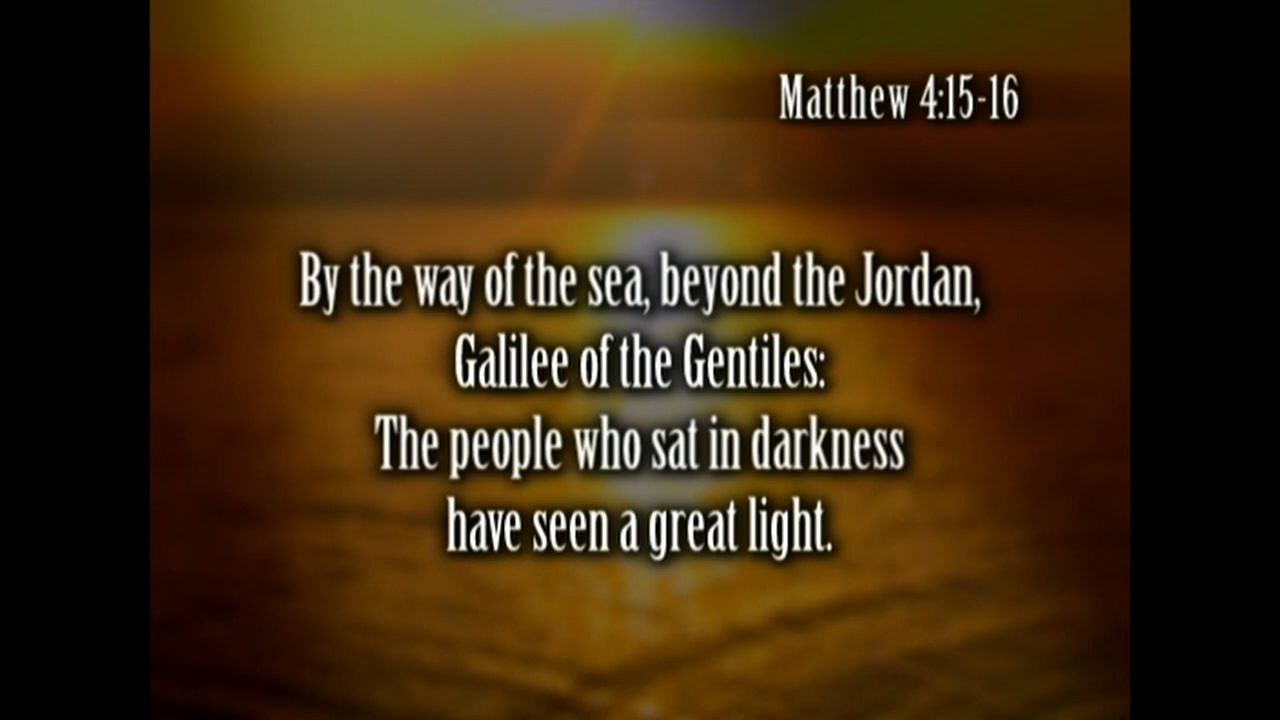 Matthew 4:15-16
By the way of the sea, beyond the Jordan,
Galilee of the Gentiles:
The people who sat in darkness
have seen a great light.